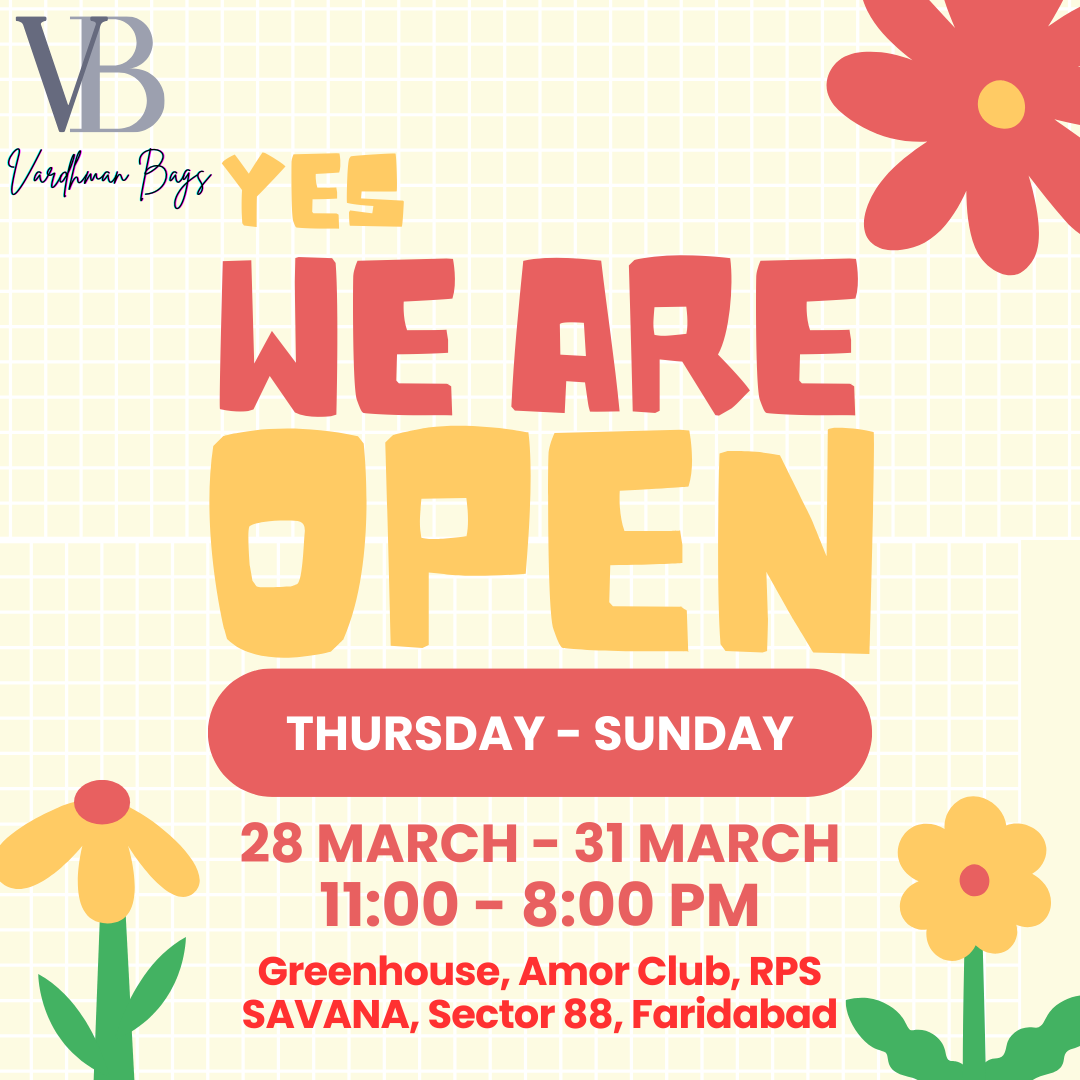 VB
Vardhman Bags
YES
WE ARE
OPEN
THURSDAY - SUNDAY
28 MARCH - 31 MARCH
11:00 - 8:00 PM
Greenhouse, Amor Club, RPS
SAVANA, Sector 88, Faridabad